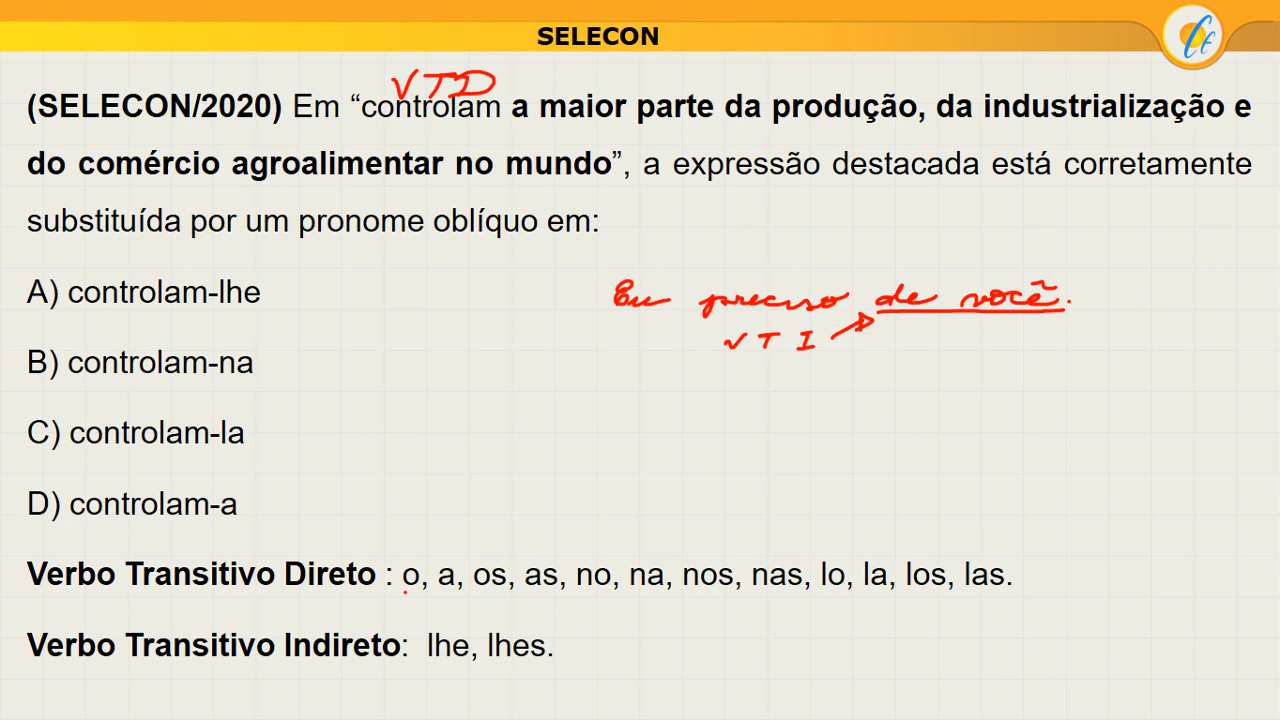 SELECON
VTD
(SELECON/2020) Em “controlam a maior parte da produção, da industrialização e
do comércio agroalimentar no mundo”, a expressão destacada está corretamente
substituída por um pronome oblíquo em:
A) controlam-lhe
Eu preciso de você.
VTI
B) controlam-na
C) controlam-la
D) controlam-a
Verbo Transitivo Direto : o, a, os, as, no, na, nos, nas, lo, la, los, las.
Verbo Transitivo Indireto: lhe, lhes.